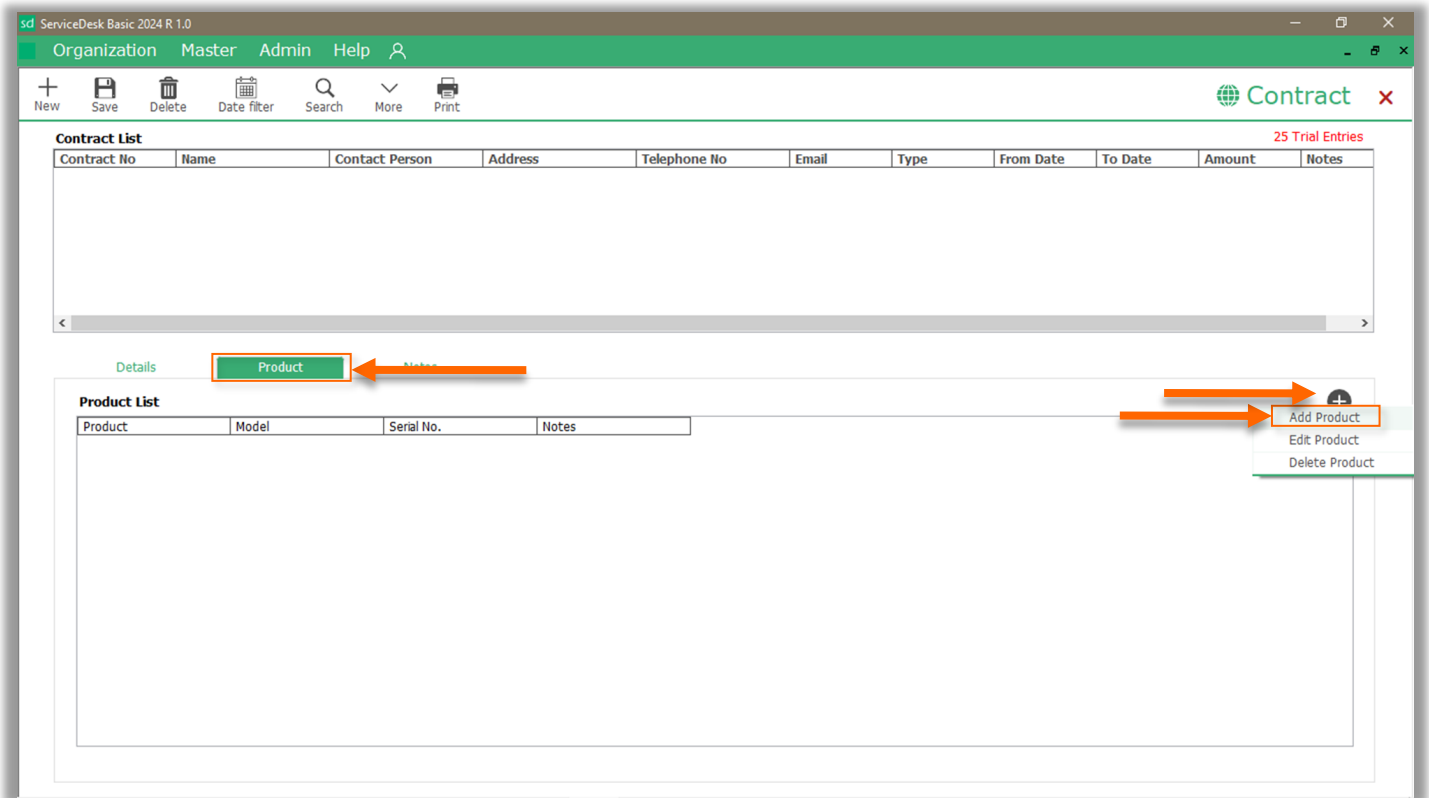 sd ServiceDesk Basic 2024 R 1.0
Organization Master Admin Help
New Save Delete Date filter Search More Print Contract
Contract List 25 Trial Entries
Contract No Name Contact Person Address Telephone No Email Type From Date To Date Amount Notes
Details Product Notes
Product List
Product Model Serial No. Notes
Add Product
Edit Product
Delete Product